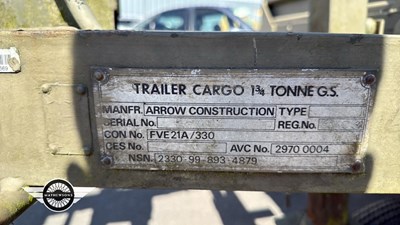 TRAILER CARGO 1¾ TONNE G.S.
MANFR. ARROW CONSTRUCTION TYPE
SERIAL No. REG.No.
CON No. FVE21A/330
CES No. AVC No. 2970 0004
NSN. 2330-99-893-4879
MATHEWSONS